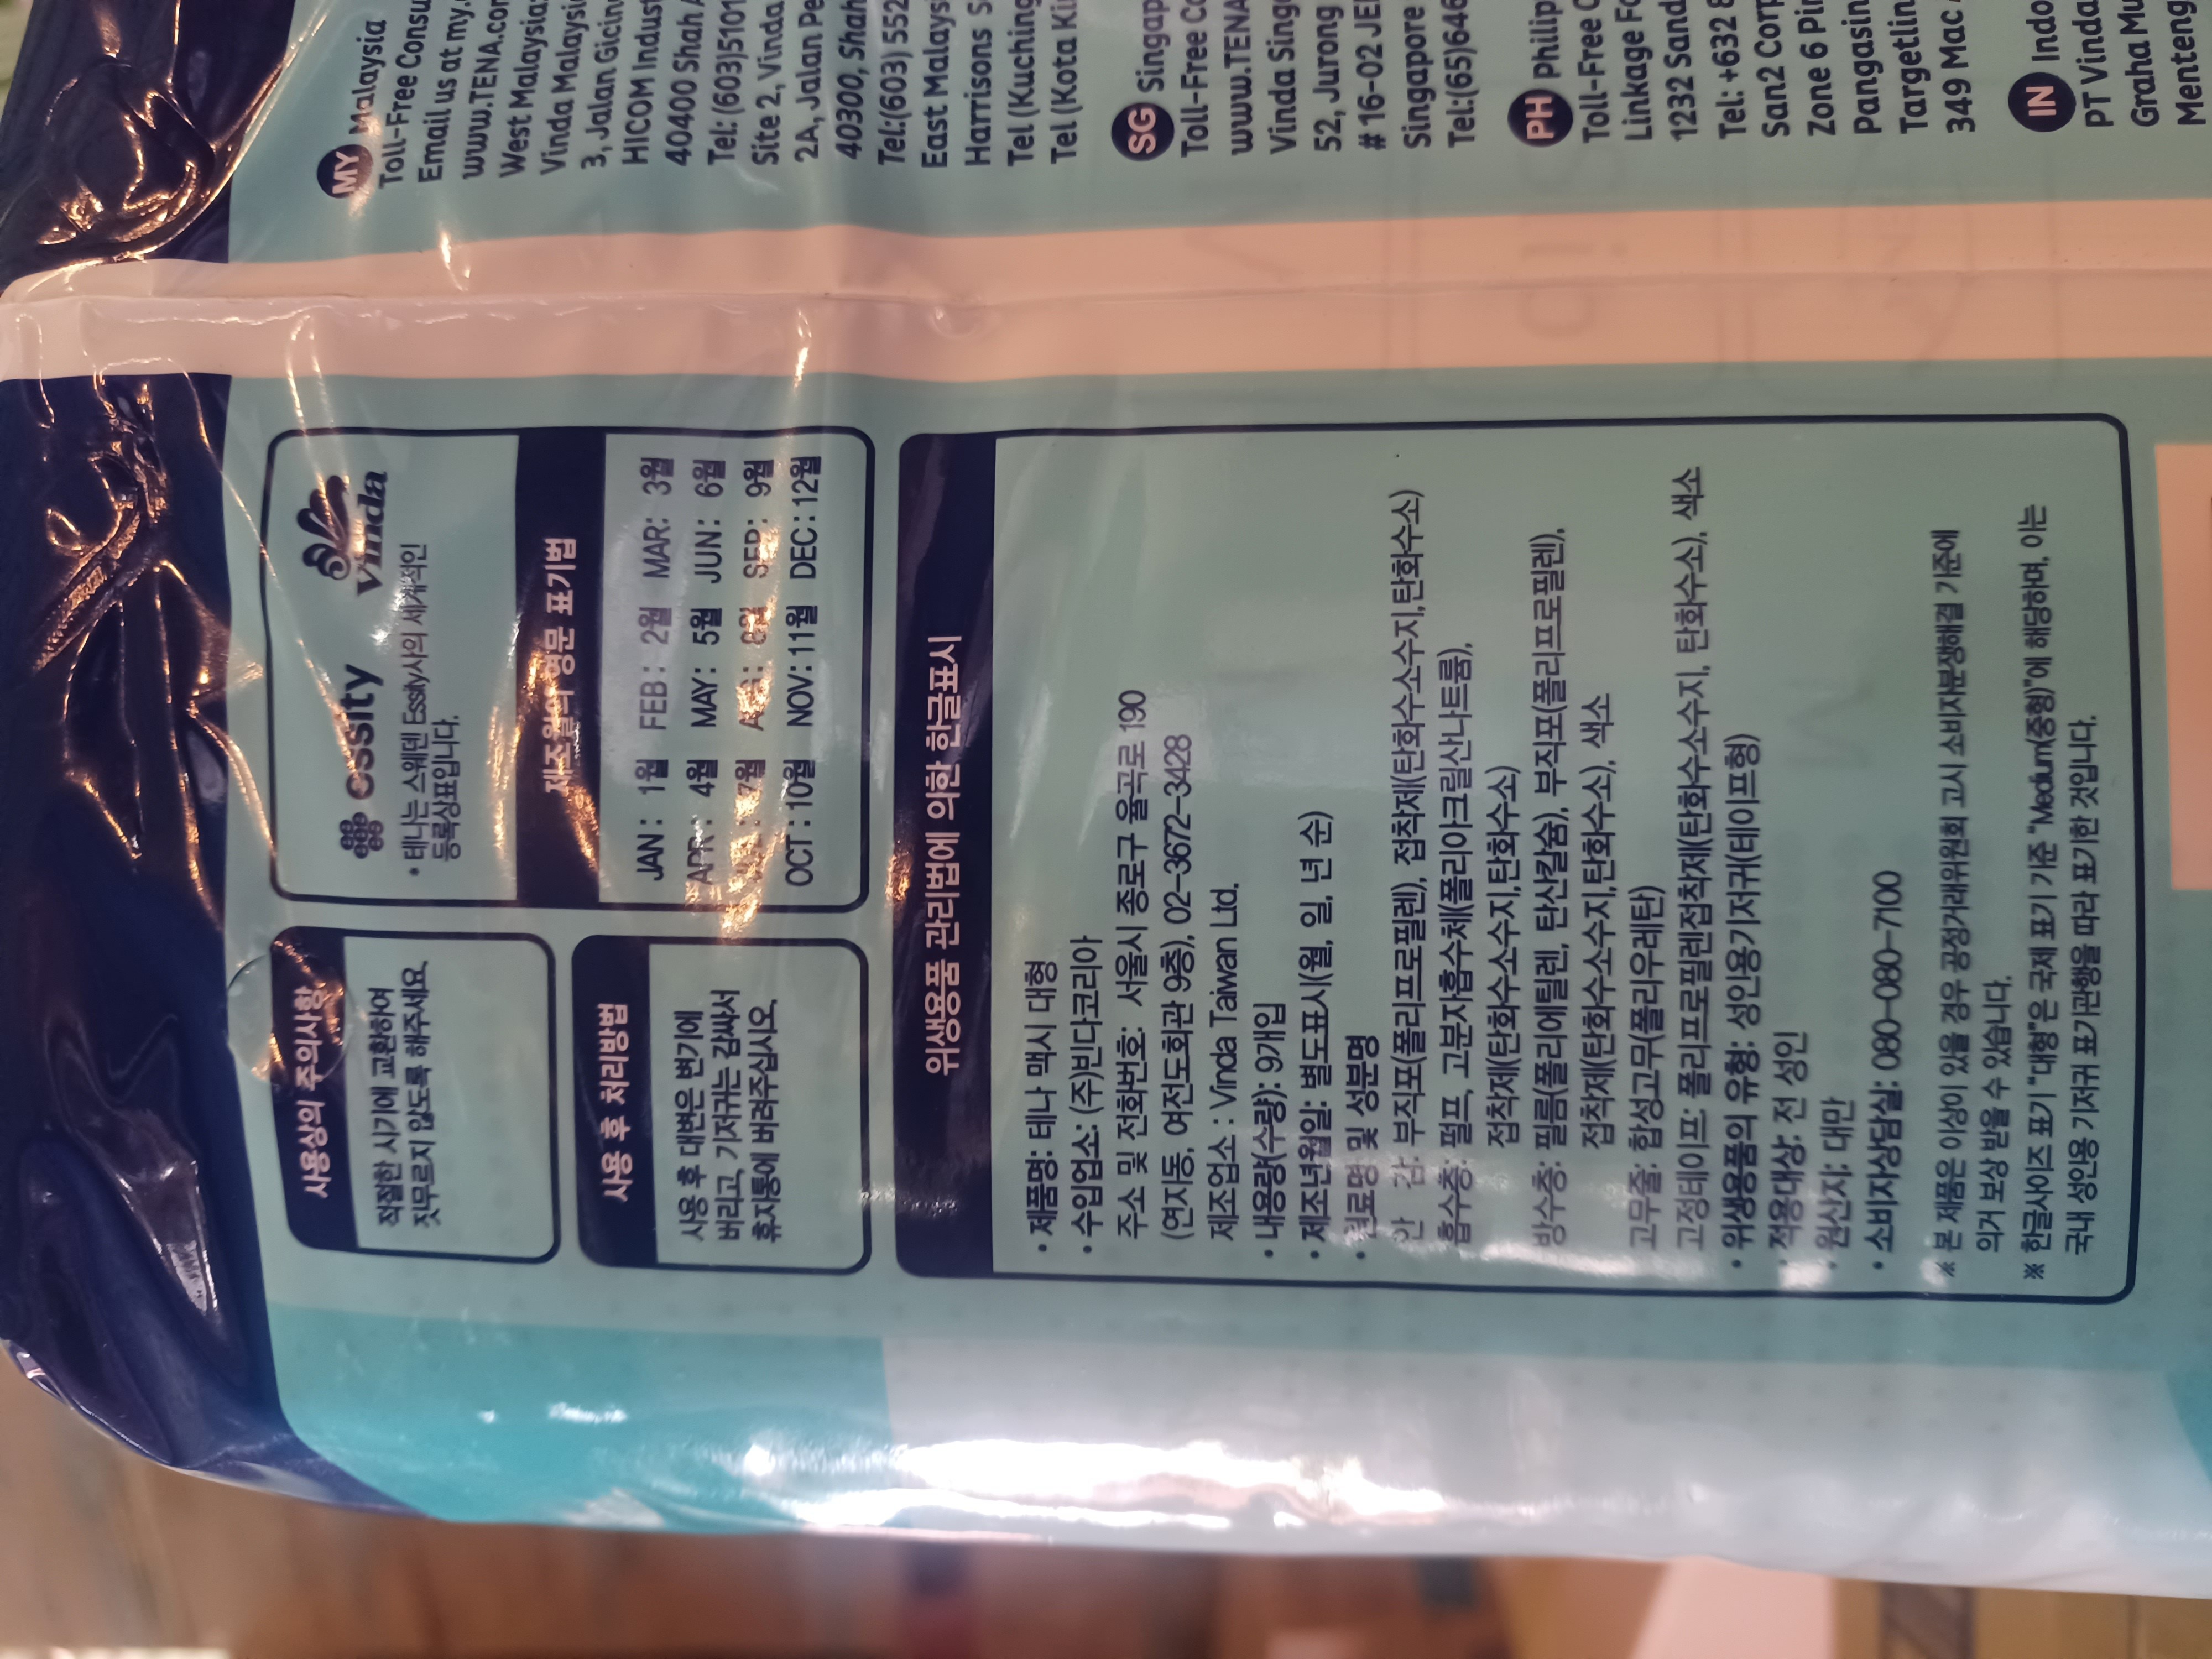 사용상의 주의사항
적절한 시기에 교환하여
짓무르지 않도록 해주세요.
사용 후 처리방법
사용 후 대변은 변기에
버리고, 기저귀는 감싸서
휴지통에 버려주십시오.
essity
vinda
• 테나는 스웨덴 Essity사의 세계적인
등록상표입니다.
제조월의 영문 표기법
JAN : 1월 FEB : 2월 MAR : 3월
APR : 4월 MAY : 5월 JUN : 6월
7월 8월 SEP : 9월
OCT : 10월 NOV : 11월 DEC : 12월
위생용품 관리법에 의한 한글표시
• 제품명: 테나 맥시 대형
• 수입업소: (주)빈다코리아
주소 및 전화번호: 서울시 종로구 율곡로 190
(연지동, 여전도회관 9층), 02-3672-3428
제조업소 : Vinda Taiwan Ltd.
• 내용량(수량): 9개입
• 제조년월일: 별도표시(월, 일, 년 순)
• 원료명 및 성분명
안 감: 부직포(폴리프로필렌), 접착제(탄화수소수지,탄화수소)
흡수층: 펄프, 고분자흡수체(폴리아크릴산나트륨),
접착제(탄화수소수지,탄화수소)
방수층: 필름(폴리에틸렌, 탄산칼슘), 부직포(폴리프로필렌),
접착제(탄화수소수지,탄화수소), 색소
고무줄: 합성고무(폴리우레탄)
고정테이프: 폴리프로필렌접착제(탄화수소수지, 탄화수소), 색소
• 위생용품의 유형: 성인용기저귀(테이프형)
• 적용대상: 전 성인
• 원산지: 대만
• 소비자상담실: 080-080-7100
※ 본 제품은 이상이 있을 경우 공정거래위원회 고시 소비자분쟁해결 기준에
의거 보상 받을 수 있습니다.
※ 한글사이즈 표기 "대형"은 국제 표기 기준 "Medium(중형)"에 해당하며, 이는
국내 성인용 기저귀 표기관행을 따라 표기한 것입니다.
MY Malaysia
Toll-Free Consu
Email us at my.
www.TENA.co
West Malaysia:
Vinda Malaysi
3, Jalan Gicin
HICOM Indust
40400 Shah A
Tel: (603)5101
Site 2, Vinda
2A, Jalan Pe
40300, Shah
Tel:(603) 552
East Malays
Harrisons S
Tel (Kuching
Tel (Kota Ki
SG Singap
Toll-Free Co
www.TENA
Vinda Sing
52, Jurong
# 16-02 JE
Singapore
Tel:(65)646
PH Philip
Toll-Free C
Linkage Fo
1232 Sand
Tel: +632 8
San2 Corp
Zone 6 Pin
Pangasin
Targetlin
349 Mac
IN Indo
PT Vinda
Graha Mu
Menteng